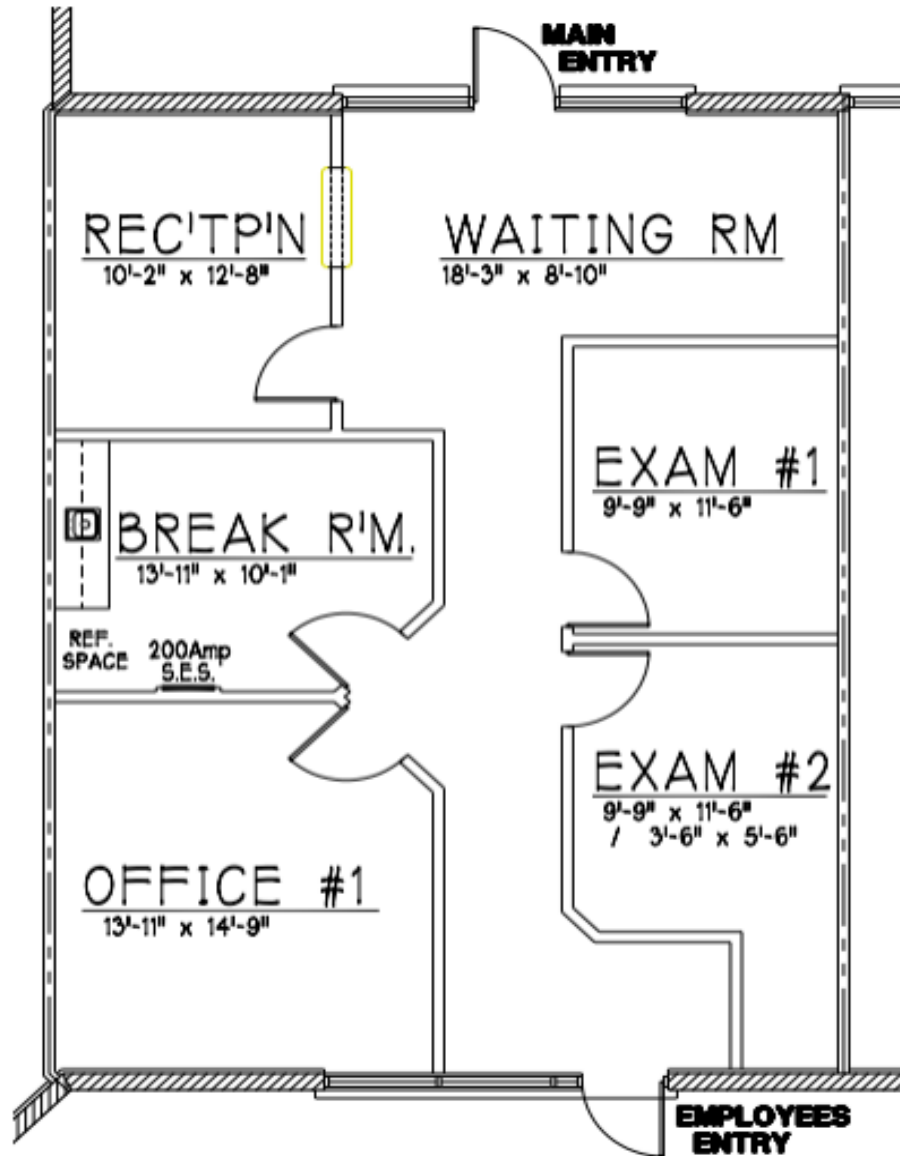 MAIN
ENTRY
REC'TP'N
10'-2" x 12'-8"
WAITING RM
18'-3" x 8'-10"
EXAM #1
9'-9" x 11'-6"
BREAK R'M.
13'-11" x 10'-1"
REF.
SPACE
200Amp
S.E.S.
EXAM #2
9'-9" x 11'-6"
/ 3'-6" x 5'-6"
OFFICE #1
13'-11" x 14'-9"
EMPLOYEES
ENTRY